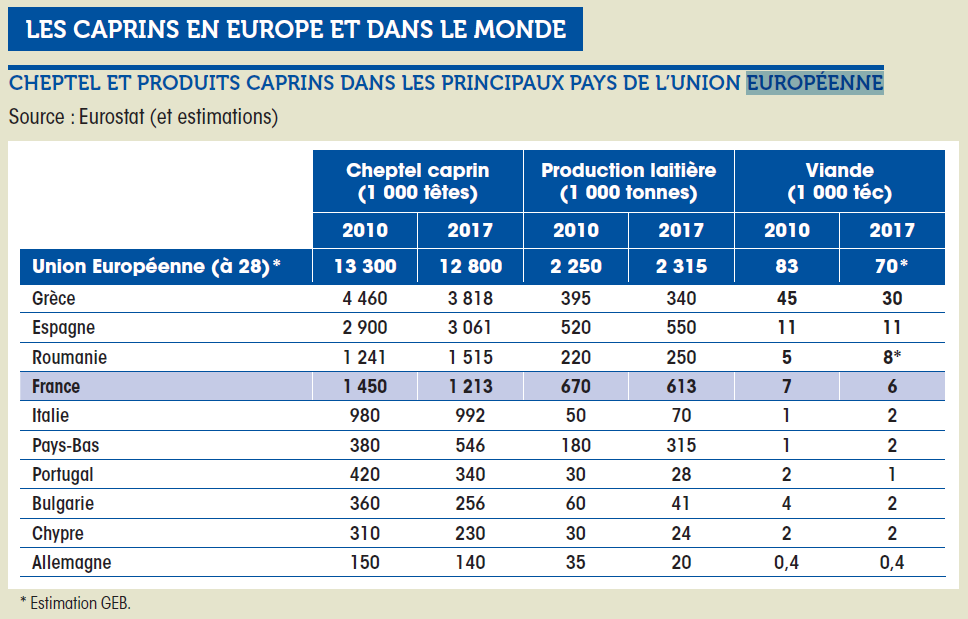 LES CAPRINS EN EUROPE ET DANS LE MONDE
CHEPTEL ET PRODUITS CAPRINS DANS LES PRINCIPAUX PAYS DE L'UNION EUROPÉENNE
Source : Eurostat (et estimations)
Cheptel caprin (1 000 têtes) Production laitière (1 000 tonnes) Viande (1 000 téc)
2010 2017 2010 2017 2010 2017
Union Européenne (à 28)* 13 300 12 800 2 250 2 315 83 70*
Grèce 4 460 3 818 395 340 45 30
Espagne 2 900 3 061 520 550 11 11
Roumanie 1 241 1 515 220 250 5 8*
France 1 450 1 213 670 613 7 6
Italie 980 992 50 70 1 2
Pays-Bas 380 546 180 315 1 2
Portugal 420 340 30 28 2 1
Bulgarie 360 256 60 41 4 2
Chypre 310 230 30 24 2 2
Allemagne 150 140 35 20 0,4 0,4
* Estimation GEB.